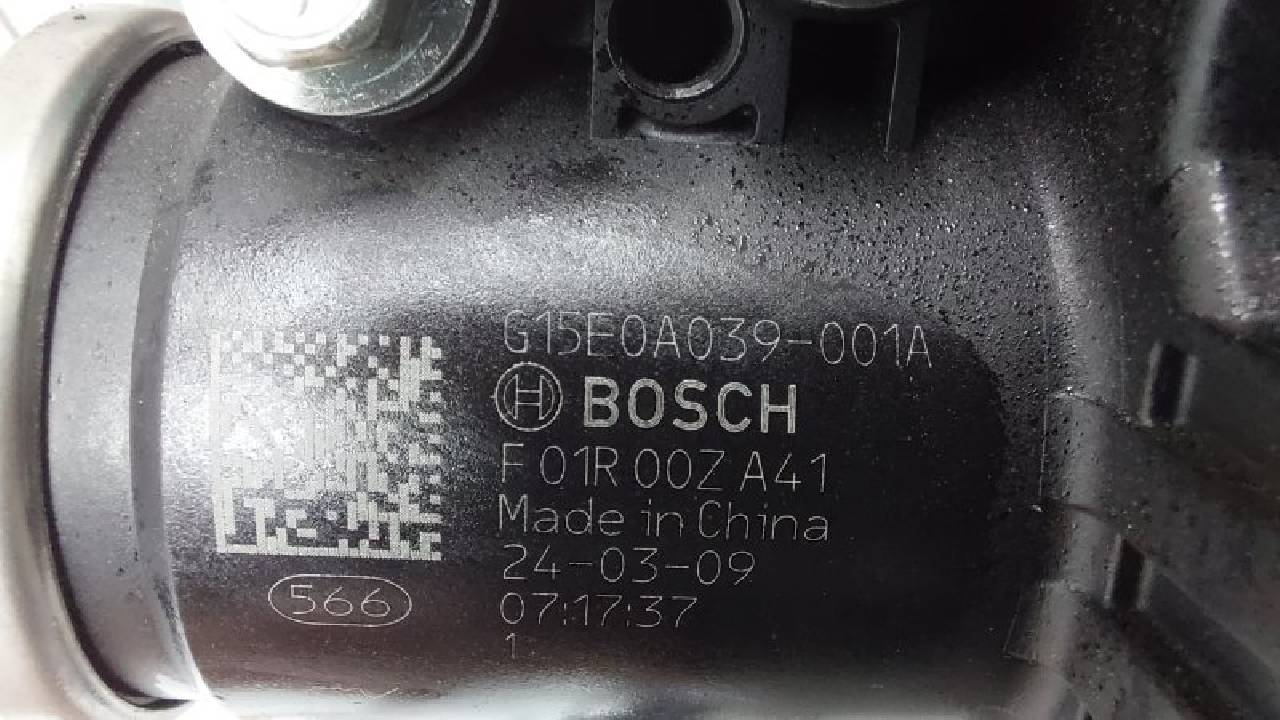 G15E0A039-001A
BOSCH
F 01R 00Z A41
Made in China
24-03-09
07:17:37
1
566